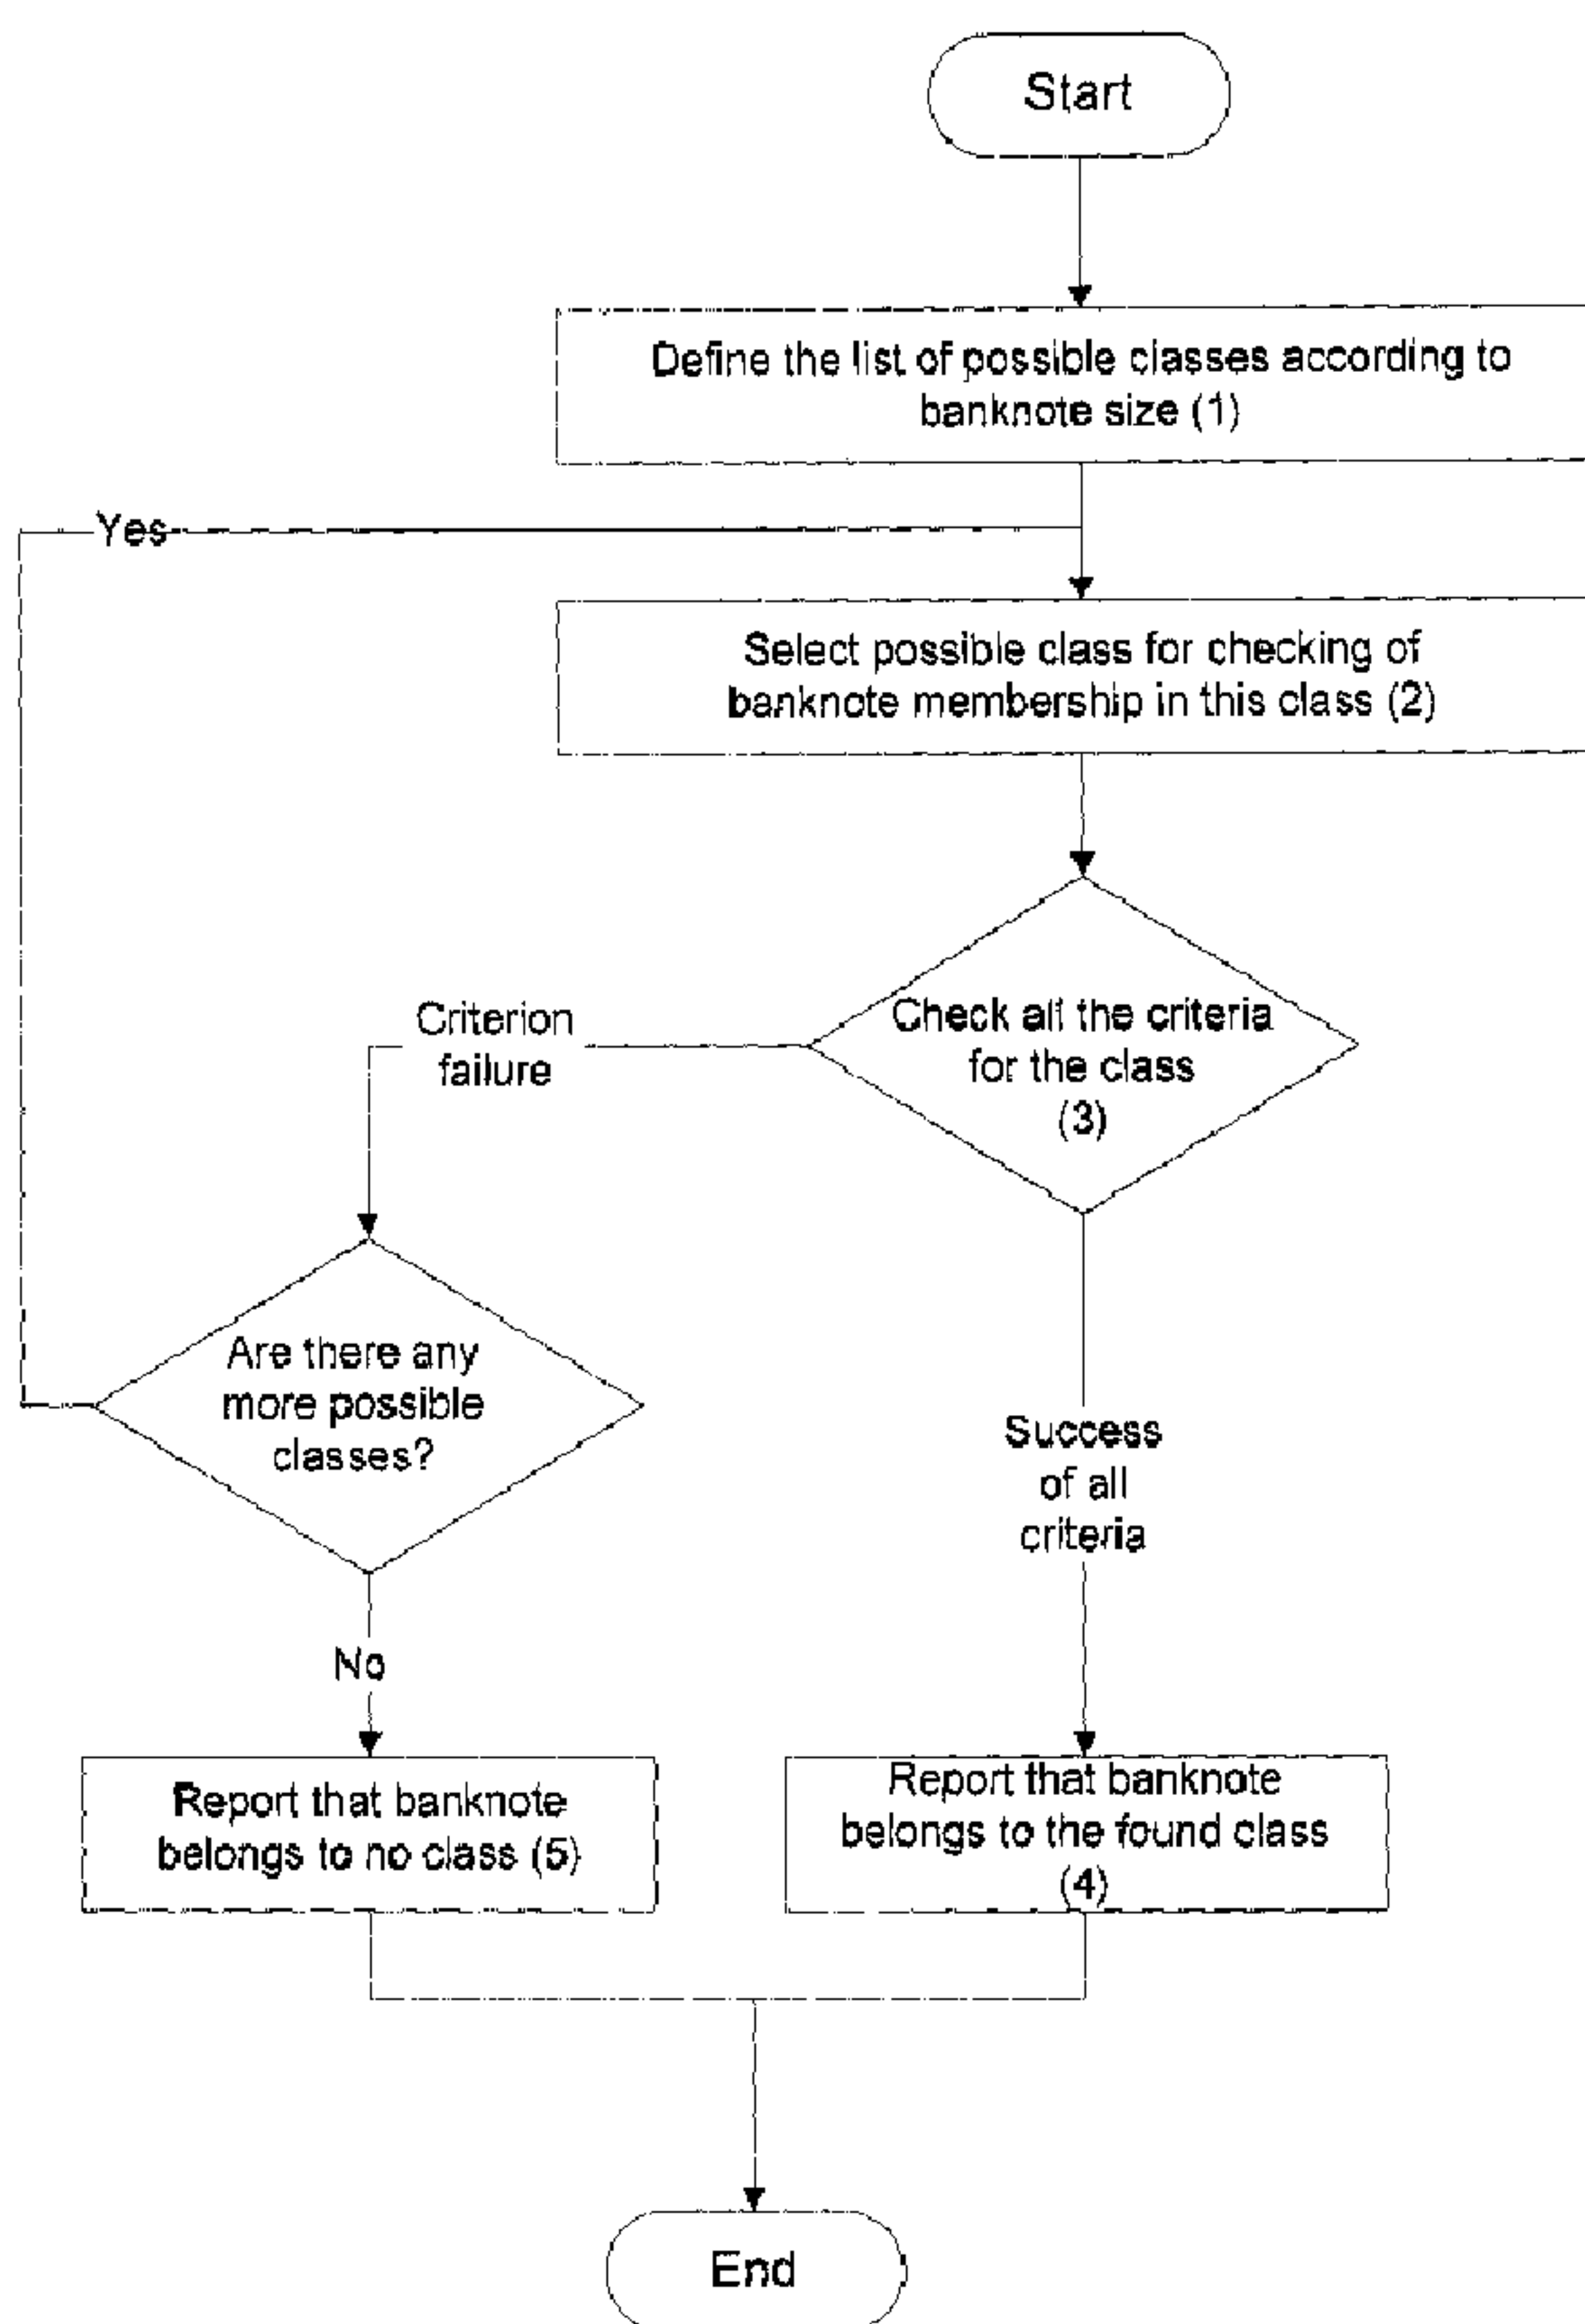 Start
Define the list of possible classes according to
banknote size (1)
Yes
Select possible class for checking of
banknote membership in this class (2)
Check all the criteria
for the class
(3)
Criterion
failure
Are there any
more possible
classes?
Success
of all
criteria
No
Report that banknote
belongs to no class (5)
Report that banknote
belongs to the found class
(4)
End